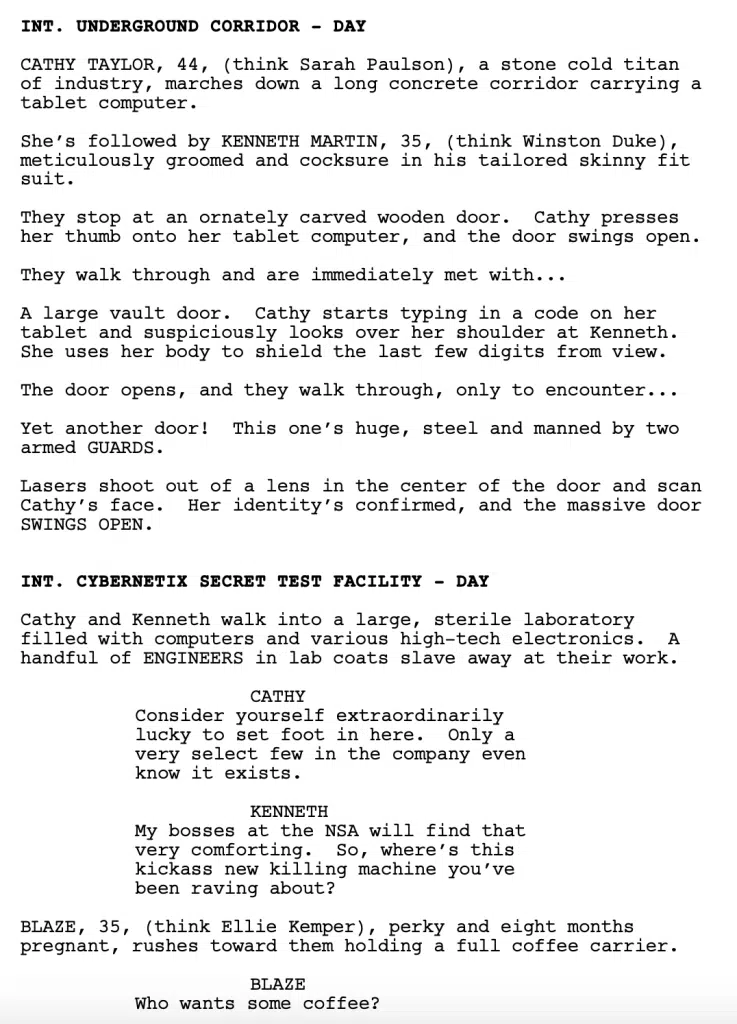 INT. UNDERGROUND CORRIDOR - DAY
CATHY TAYLOR, 44, (think Sarah Paulson), a stone cold titan
of industry, marches down a long concrete corridor carrying a
tablet computer.
She's followed by KENNETH MARTIN, 35, (think Winston Duke),
meticulously groomed and cocksure in his tailored skinny fit
suit.
They stop at an ornately carved wooden door.  Cathy presses
her thumb onto her tablet computer, and the door swings open.
They walk through and are immediately met with...
A large vault door.  Cathy starts typing in a code on her
tablet and suspiciously looks over her shoulder at Kenneth.
She uses her body to shield the last few digits from view.
The door opens, and they walk through, only to encounter...
Yet another door!  This one's huge, steel and manned by two
armed GUARDS.
Lasers shoot out of a lens in the center of the door and scan
Cathy's face.  Her identity's confirmed, and the massive door
SWINGS OPEN.
INT. CYBERNETIX SECRET TEST FACILITY - DAY
Cathy and Kenneth walk into a large, sterile laboratory
filled with computers and various high-tech electronics.  A
handful of ENGINEERS in lab coats slave away at their work.
CATHY
Consider yourself extraordinarily
lucky to set foot in here.  Only a
very select few in the company even
know it exists.
KENNETH
My bosses at the NSA will find that
very comforting.  So, where's this
kickass new killing machine you've
been raving about?
BLAZE, 35, (think Ellie Kemper), perky and eight months
pregnant, rushes toward them holding a full coffee carrier.
BLAZE
Who wants some coffee?